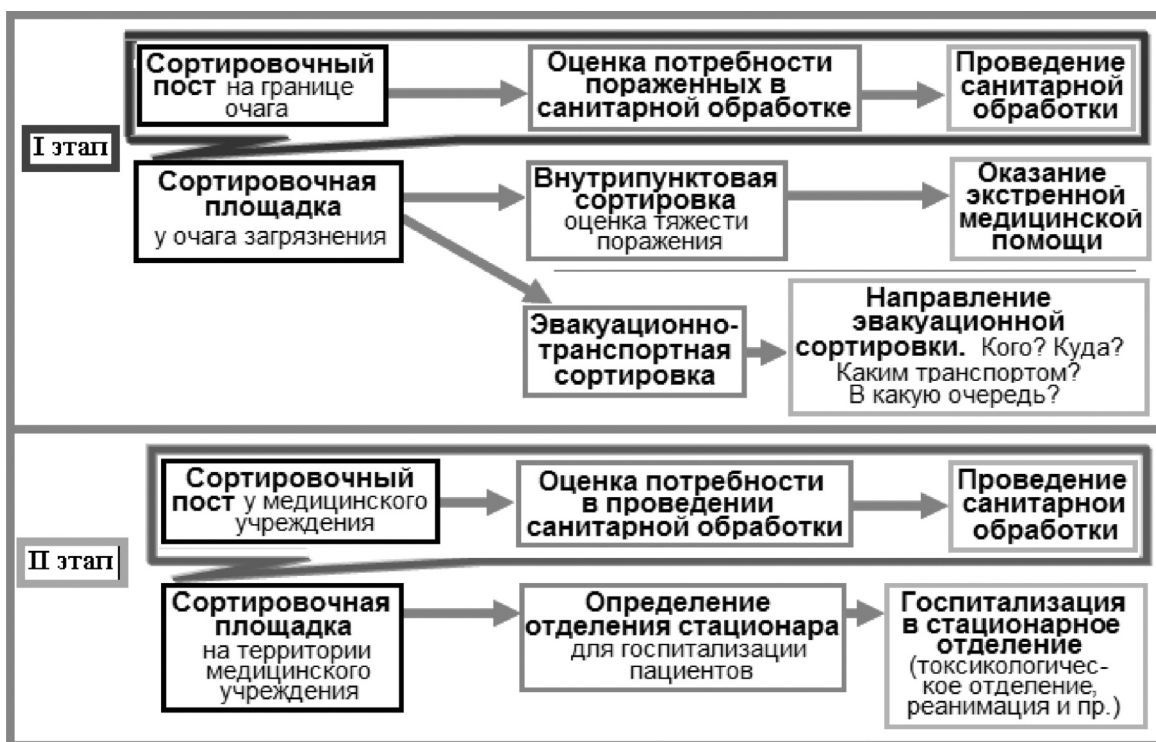 I этап
Сортировочный
пост на границе
очага
Оценка потребности
пораженных в
санитарной обработке
Проведение
санитарной
обработки
Сортировочная
площадка
у очага загрязнения
Внутрипунктовая
сортировка
оценка тяжести
поражения
Оказание
экстренной
медицинской
помощи
Эвакуационно-
транспортная
сортировка
Направление
эвакуационной
сортировки. Кого? Куда?
Каким транспортом?
В какую очередь?
II этап
Сортировочный
пост у медицинского
учреждения
Оценка потребности
в проведении
санитарной обработки
Проведение
санитарной
обработки
Сортировочная
площадка
на территории
медицинского
учреждения
Определение
отделения стационара
для госпитализации
пациентов
Госпитализация
в стационарное
отделение
(токсикологичес-
кое отделение,
реанимация и пр.)